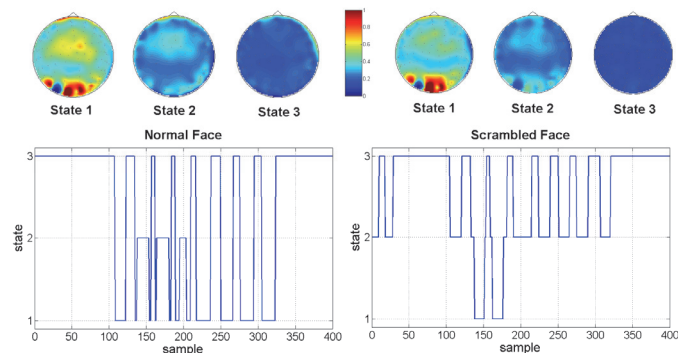 1
0.8
0.6
0.4
0.2
0
State 1 State 2 State 3
State 1 State 2 State 3
Normal Face
3
2
1
state
0 50 100 150 200 250 300 350 400
sample
Scrambled Face
3
2
1
state
0 50 100 150 200 250 300 350 400
sample